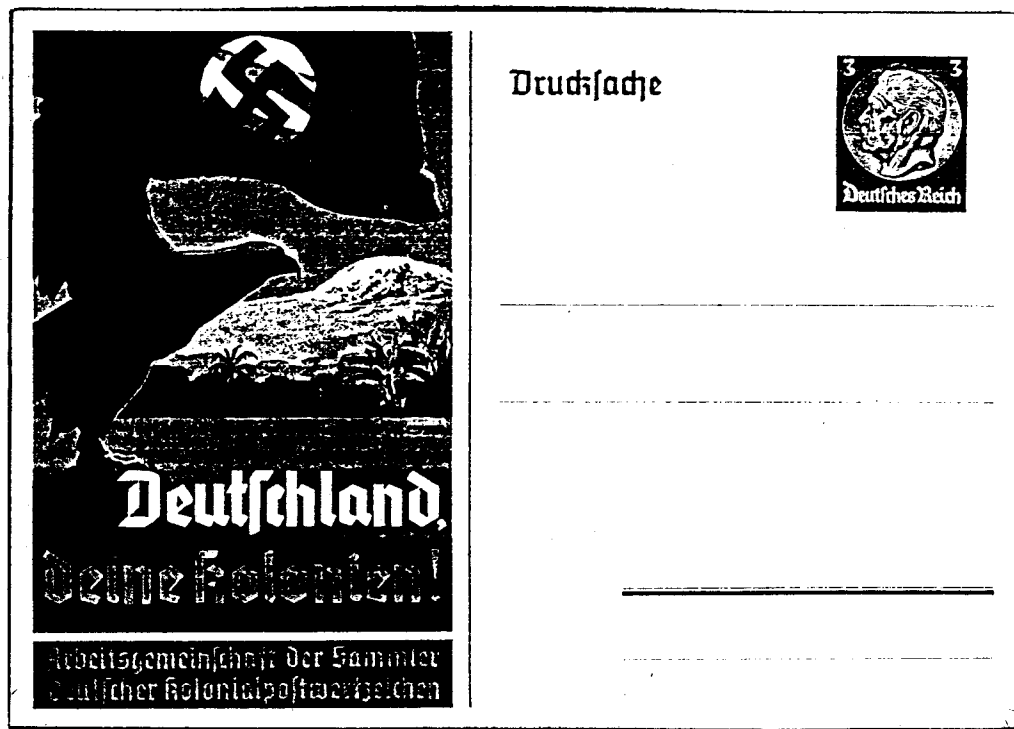 Deutschland,
Deine Kolonien!
Arbeitsgemeinschaft der Sammler
Deutscher Kolonialpostwertzeichen
Drucksache
3 3
Deutsches Reich